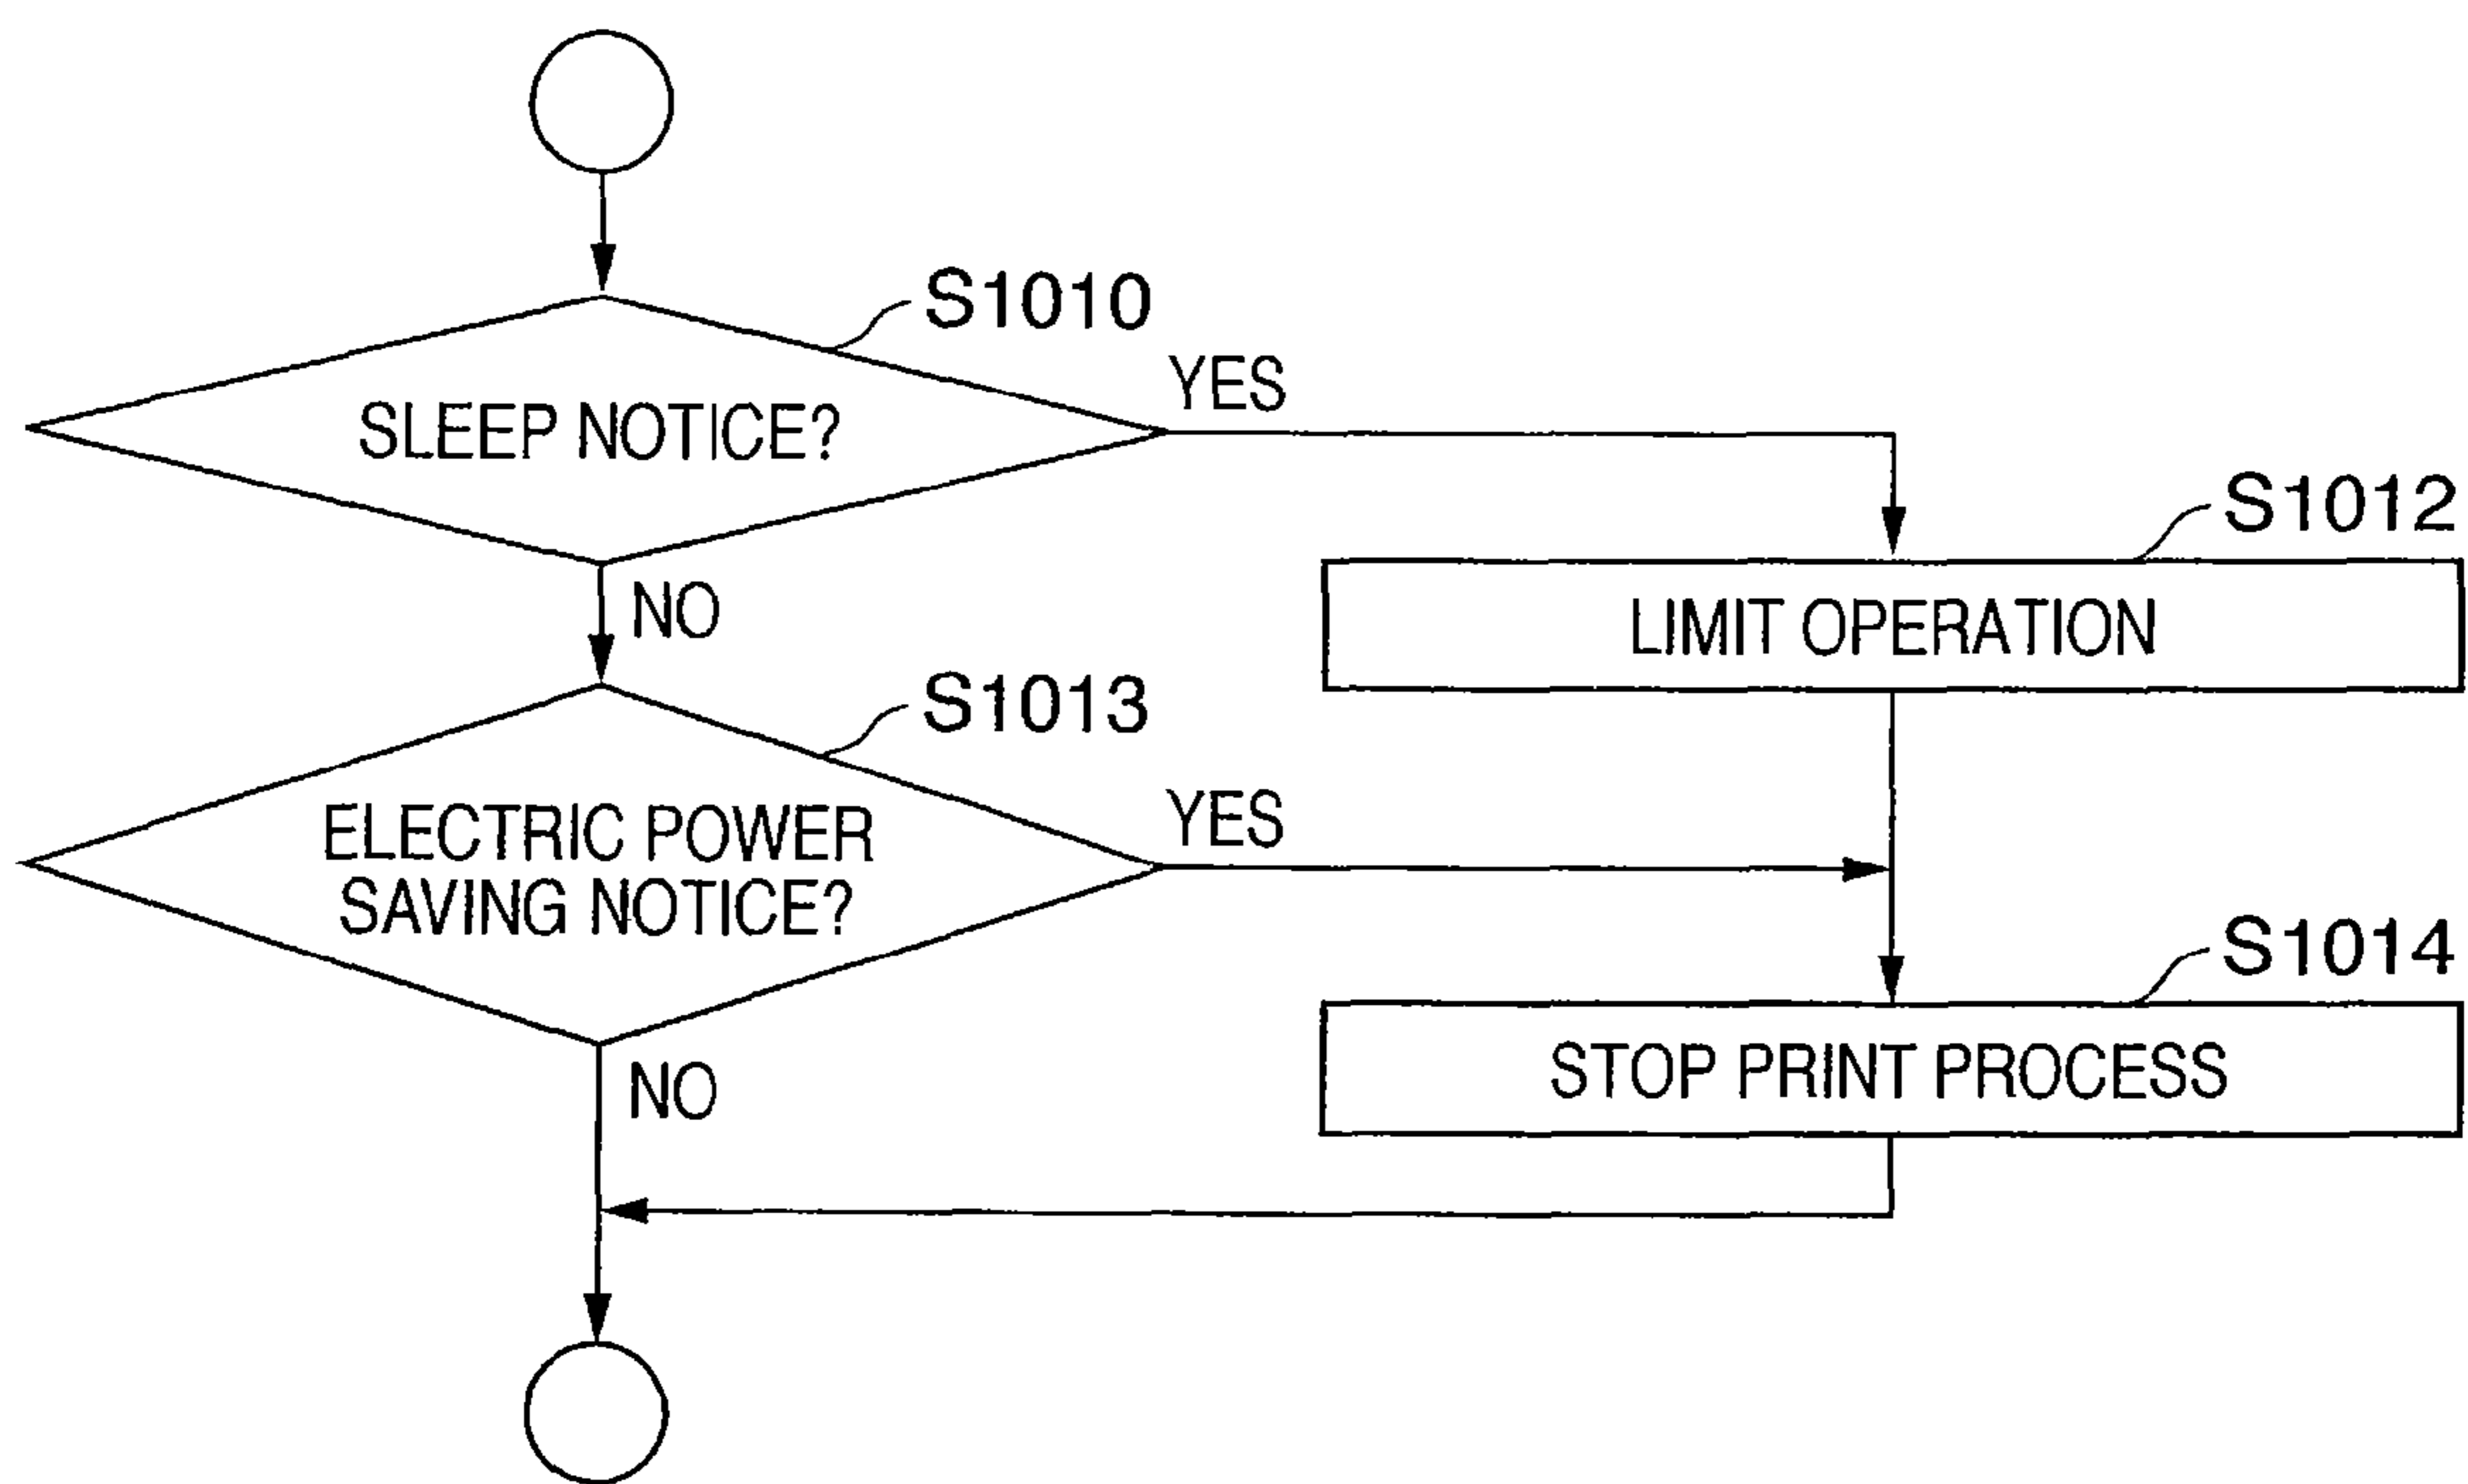 S1010
YES
SLEEP NOTICE?
S1012
NO
LIMIT OPERATION
S1013
YES
ELECTRIC POWER
SAVING NOTICE?
S1014
NO
STOP PRINT PROCESS